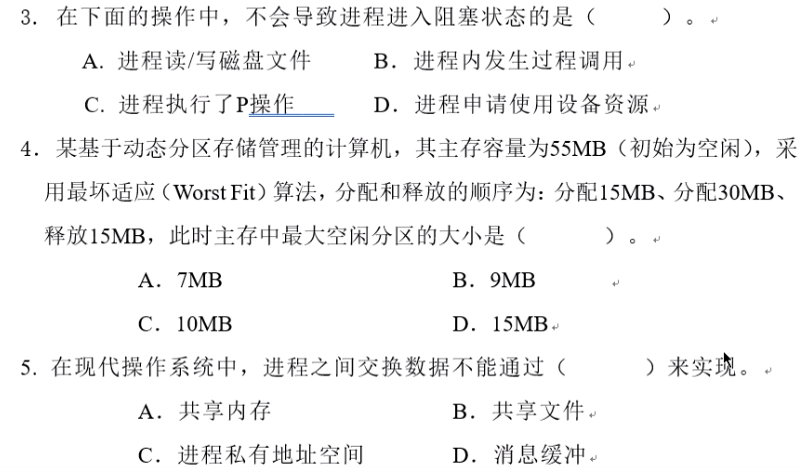 3. 在下面的操作中，不会导致进程进入阻塞状态的是（　　）。
A. 进程读/写磁盘文件　B. 进程内发生过程调用
C. 进程执行了P操作　D. 进程申请使用设备资源
4. 某基于动态分区存储管理的计算机，其主存容量为55MB（初始为空闲），采
用最坏适应（Worst Fit）算法，分配和释放的顺序为：分配15MB、分配30MB、
释放15MB，此时主存中最大空闲分区的大小是（　　）。
A. 7MB　B. 9MB
C. 10MB　D. 15MB
5. 在现代操作系统中，进程之间交换数据不能通过（　　）来实现。
A. 共享内存　B. 共享文件
C. 进程私有地址空间　D. 消息缓冲